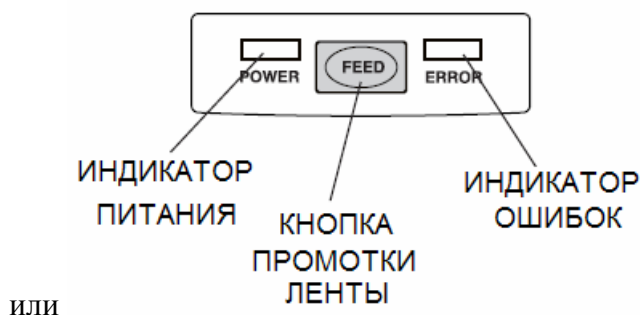 POWER FEED ERROR
ИНДИКАТОР
ПИТАНИЯ
КНОПКА
ПРОМОТКИ
ЛЕНТЫ
ИНДИКАТОР
ОШИБОК
или